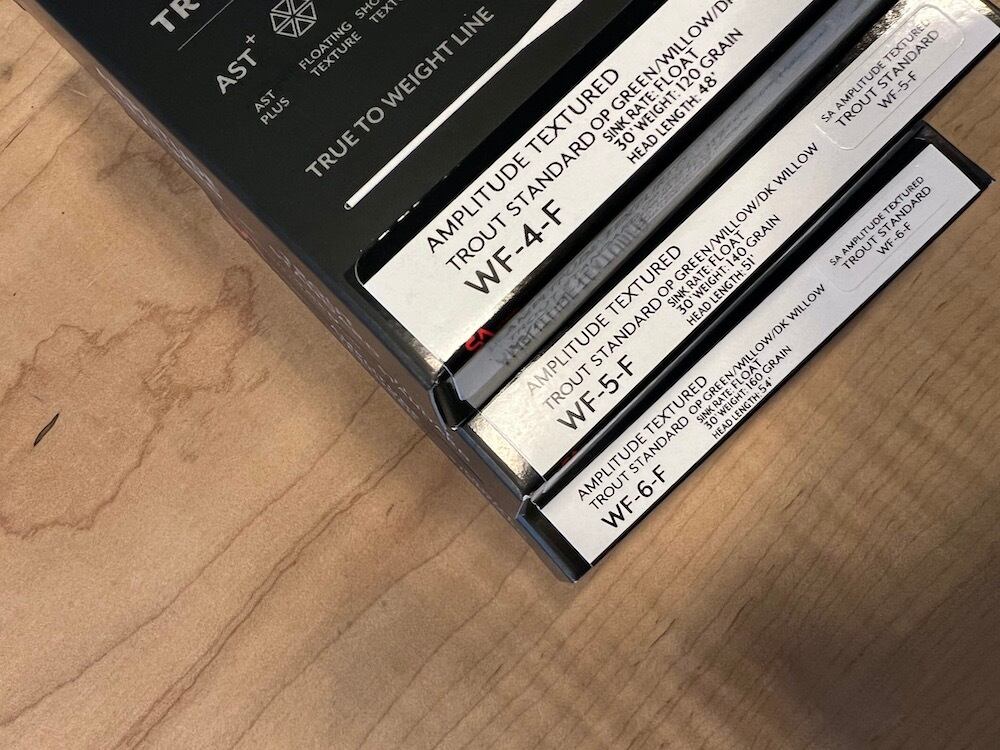 TR
AST+
AST
PLUS
FLOATING
TEXTURE
SHO
TEXTU
TRUE TO WEIGHT LINE
AMPLITUDE TEXTURED
TROUT STANDARD OP GREEN/WILLOW/DK
SINK RATE: FLOAT
30' WEIGHT: 120 GRAIN
HEAD LENGTH: 48'
WF-4-F
SA
AMPLITUDE TEXTURED
TROUT STANDARD OP GREEN/WILLOW/DK WILLOW
SINK RATE: FLOAT
30' WEIGHT: 140 GRAIN
HEAD LENGTH: 51'
WF-5-F
SA AMPLITUDE TEXTURED
TROUT STANDARD
WF-5-F
AMPLITUDE TEXTURED
TROUT STANDARD OP GREEN/WILLOW/DK WILLOW
SINK RATE: FLOAT
30' WEIGHT: 160 GRAIN
HEAD LENGTH: 54'
WF-6-F
SA AMPLITUDE TEXTURED
TROUT STANDARD
WF-6-F